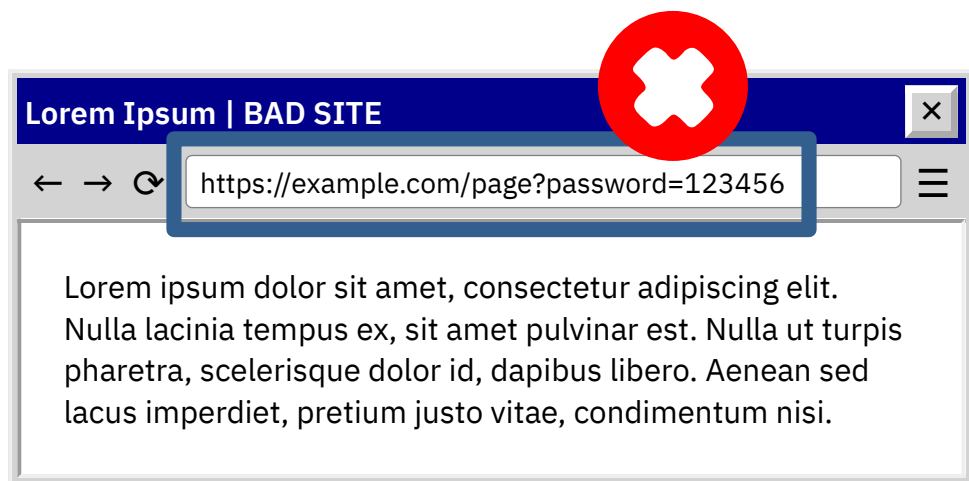 Lorem Ipsum | BAD SITE
https://example.com/page?password=123456
Lorem ipsum dolor sit amet, consectetur adipiscing elit.
Nulla lacinia tempus ex, sit amet pulvinar est. Nulla ut turpis
pharetra, scelerisque dolor id, dapibus libero. Aenean sed
lacus imperdiet, pretium justo vitae, condimentum nisi.